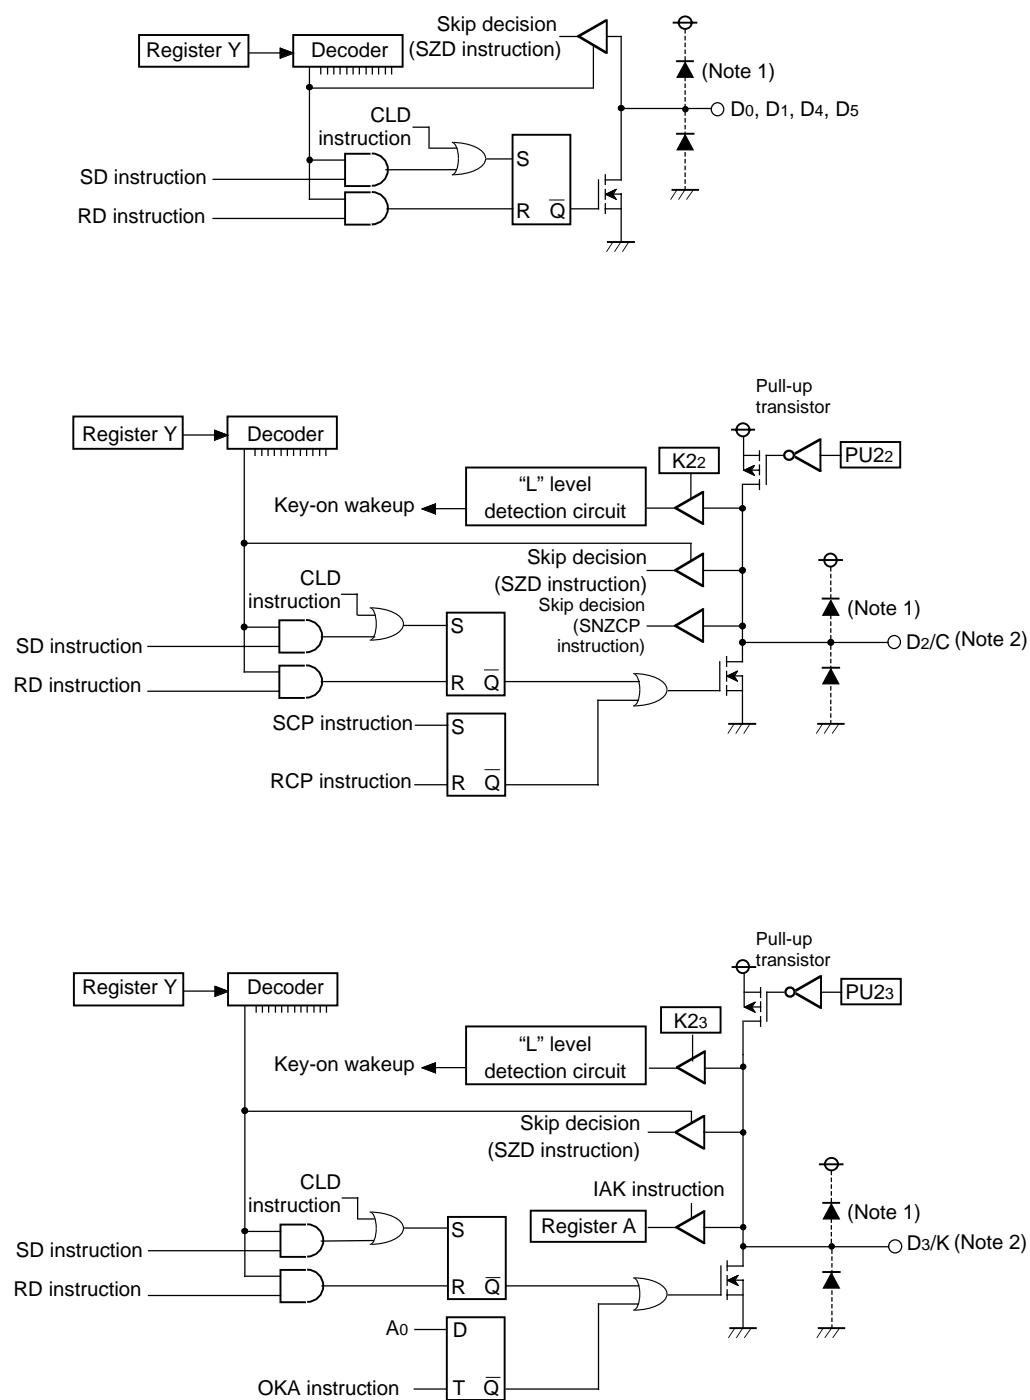 Skip decision
(SZD instruction)
Register Y
Decoder
(Note 1)
D0, D1, D4, D5
CLD
instruction
S
SD instruction
RD instruction
R
Q
Pull-up
transistor
Register Y
Decoder
K22
PU22
"L" level
detection circuit
Key-on wakeup
Skip decision
(SZD instruction)
CLD
instruction
Skip decision
(SNZCP
instruction)
(Note 1)
S
SD instruction
D2/C (Note 2)
RD instruction
R
Q
SCP instruction
S
RCP instruction
R
Q
Pull-up
transistor
Register Y
Decoder
PU23
K23
"L" level
detection circuit
Key-on wakeup
Skip decision
(SZD instruction)
CLD
instruction
IAK instruction
Register A
(Note 1)
S
SD instruction
D3/K (Note 2)
RD instruction
R
Q
A0
D
OKA instruction
T
Q